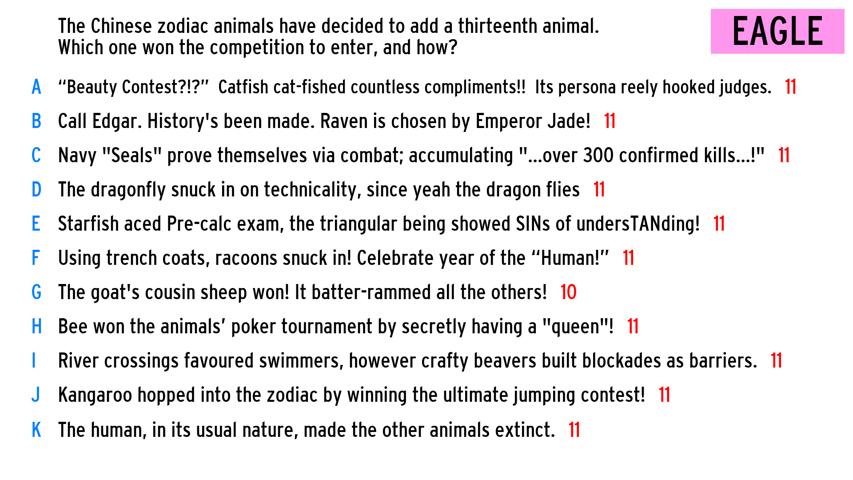 The Chinese zodiac animals have decided to add a thirteenth animal.
Which one won the competition to enter, and how?
EAGLE
A “Beauty Contest?!?” Catfish cat-fished countless compliments!! Its persona reely hooked judges. 11
B Call Edgar. History's been made. Raven is chosen by Emperor Jade! 11
C Navy "Seals" prove themselves via combat; accumulating "...over 300 confirmed kills...!" 11
D The dragonfly snuck in on technicality, since yeah the dragon flies 11
E Starfish aced Pre-calc exam, the triangular being showed SINs of undersTANding! 11
F Using trench coats, racoons snuck in! Celebrate year of the “Human!” 11
G The goat's cousin sheep won! It batter-rammed all the others! 10
H Bee won the animals’ poker tournament by secretly having a "queen"! 11
I River crossings favoured swimmers, however crafty beavers built blockades as barriers. 11
J Kangaroo hopped into the zodiac by winning the ultimate jumping contest! 11
K The human, in its usual nature, made the other animals extinct. 11